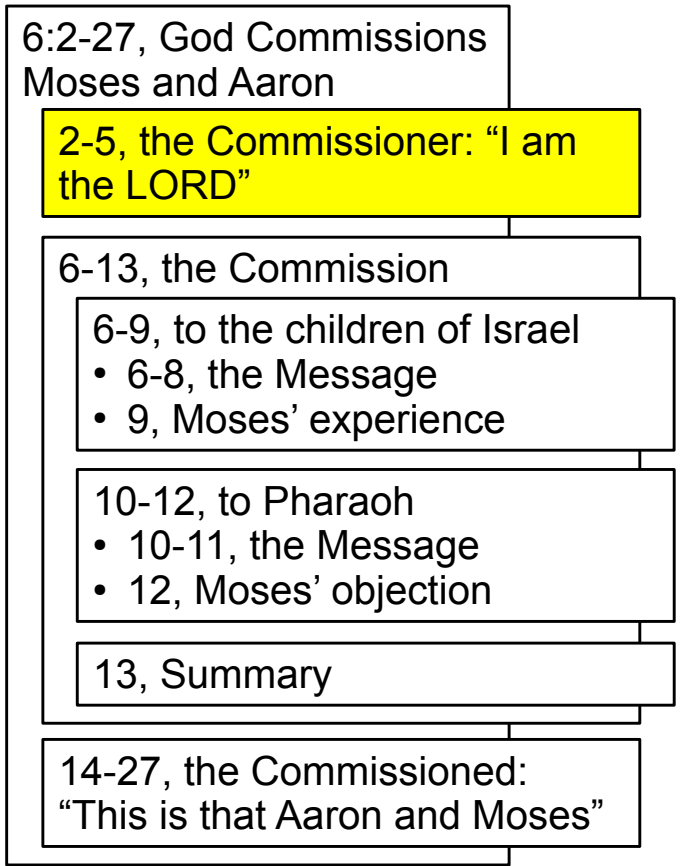 6:2-27, God Commissions
Moses and Aaron
2-5, the Commissioner: “I am
the LORD”
6-13, the Commission
6-9, to the children of Israel
• 6-8, the Message
• 9, Moses’ experience
10-12, to Pharaoh
• 10-11, the Message
• 12, Moses’ objection
13, Summary
14-27, the Commissioned:
“This is that Aaron and Moses”